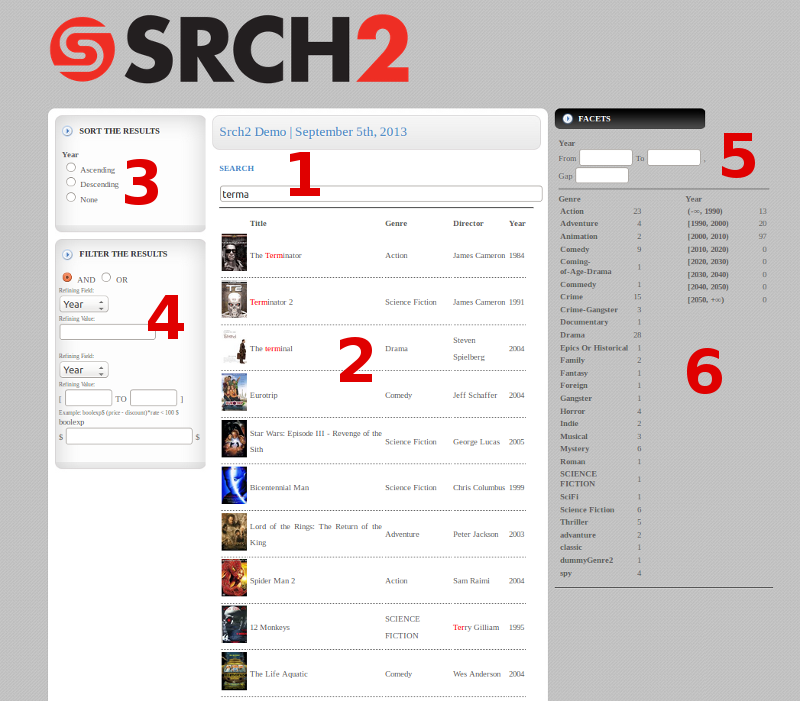 SRCH2
SORT THE RESULTS
Year
Ascending
Descending
None
3
FILTER THE RESULTS
AND OR
Refining Field:
Year
Refining Value:
4
Refining Field:
Year
Refining Value:
[ TO ]
Example: boolexp$ (price - discount)*rate < 100 $
boolexp
$ $
Srch2 Demo | September 5th, 2013
SEARCH
1
terma
Title Genre Director Year
The Terminator Action James Cameron 1984
Terminator 2 Science Fiction James Cameron 1991
The terminal Drama Steven Spielberg 2004
2
Eurotrip Comedy Jeff Schaffer 2004
Star Wars: Episode III - Revenge of the Sith Science Fiction George Lucas 2005
Bicemennial Man Science Fiction Chris Columbus 1999
Lord of the Rings: The Return of the King Adventure Peter Jackson 2003
Spider Man 2 Action Sam Raimi 2004
12 Monkeys SCIENCE FICTION Terry Gilliam 1995
The Life Aquatic Comedy Wes Anderson 2004
FACETS
Year
From To ,
Gap
5
Genre Year
Action 23 (-∞, 1990) 13
Adventure 4 [1990, 2000) 20
Animation 2 [2000, 2010) 97
Comedy 9 [2010, 2020) 0
Coming-of-Age-Drama 1 [2020, 2030) 0
[2030, 2040) 0
Commedy 1 [2040, 2050) 0
Crime 15 [2050, +∞) 0
Crime-Gangster 3
Documentary 1
Drama 28
Epics Or Historical 1
Family 2
Fantasy 1
Foreign 1
Gangster 1
Horror 4
Indie 2
Musical 3
Mystery 6
Roman 1
SCIENCE FICTION 1
SciFi 1
Science Fiction 6
Thriller 5
advanture 2
classic 1
dummyGenre2 1
spy 4
6